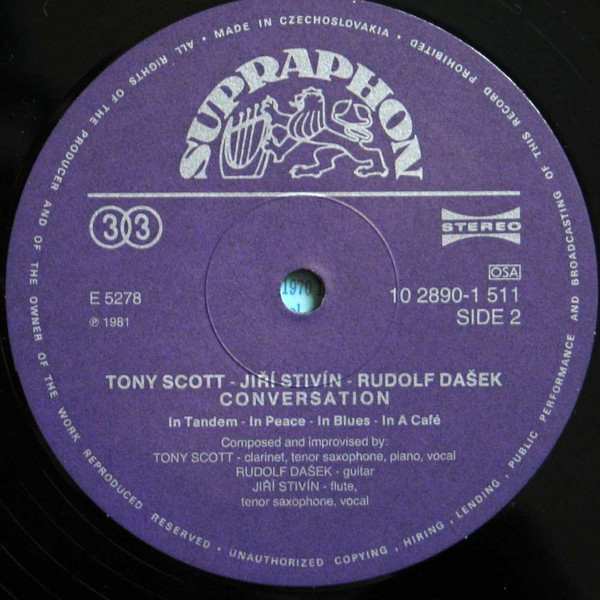 ALL RIGHTS OF THE PRODUCER AND OF THE OWNER OF THE WORK REPRODUCED RESERVED • UNAUTHORIZED COPYING, HIRING, LENDING, PUBLIC PERFORMANCE AND BROADCASTING OF THIS RECORD PROHIBITED • MADE IN CZECHOSLOVAKIA •
SUPRAPHON
33
STEREO
OSA
E 5278
10 2890-1 511
℗ 1981
SIDE 2
1970
TONY SCOTT - JIŘÍ STIVÍN - RUDOLF DAŠEK
CONVERSATION
In Tandem - In Peace - In Blues - In A Café
Composed and improvised by:
TONY SCOTT - clarinet, tenor saxophone, piano, vocal
RUDOLF DAŠEK - guitar
JIŘÍ STIVÍN - flute,
tenor saxophone, vocal